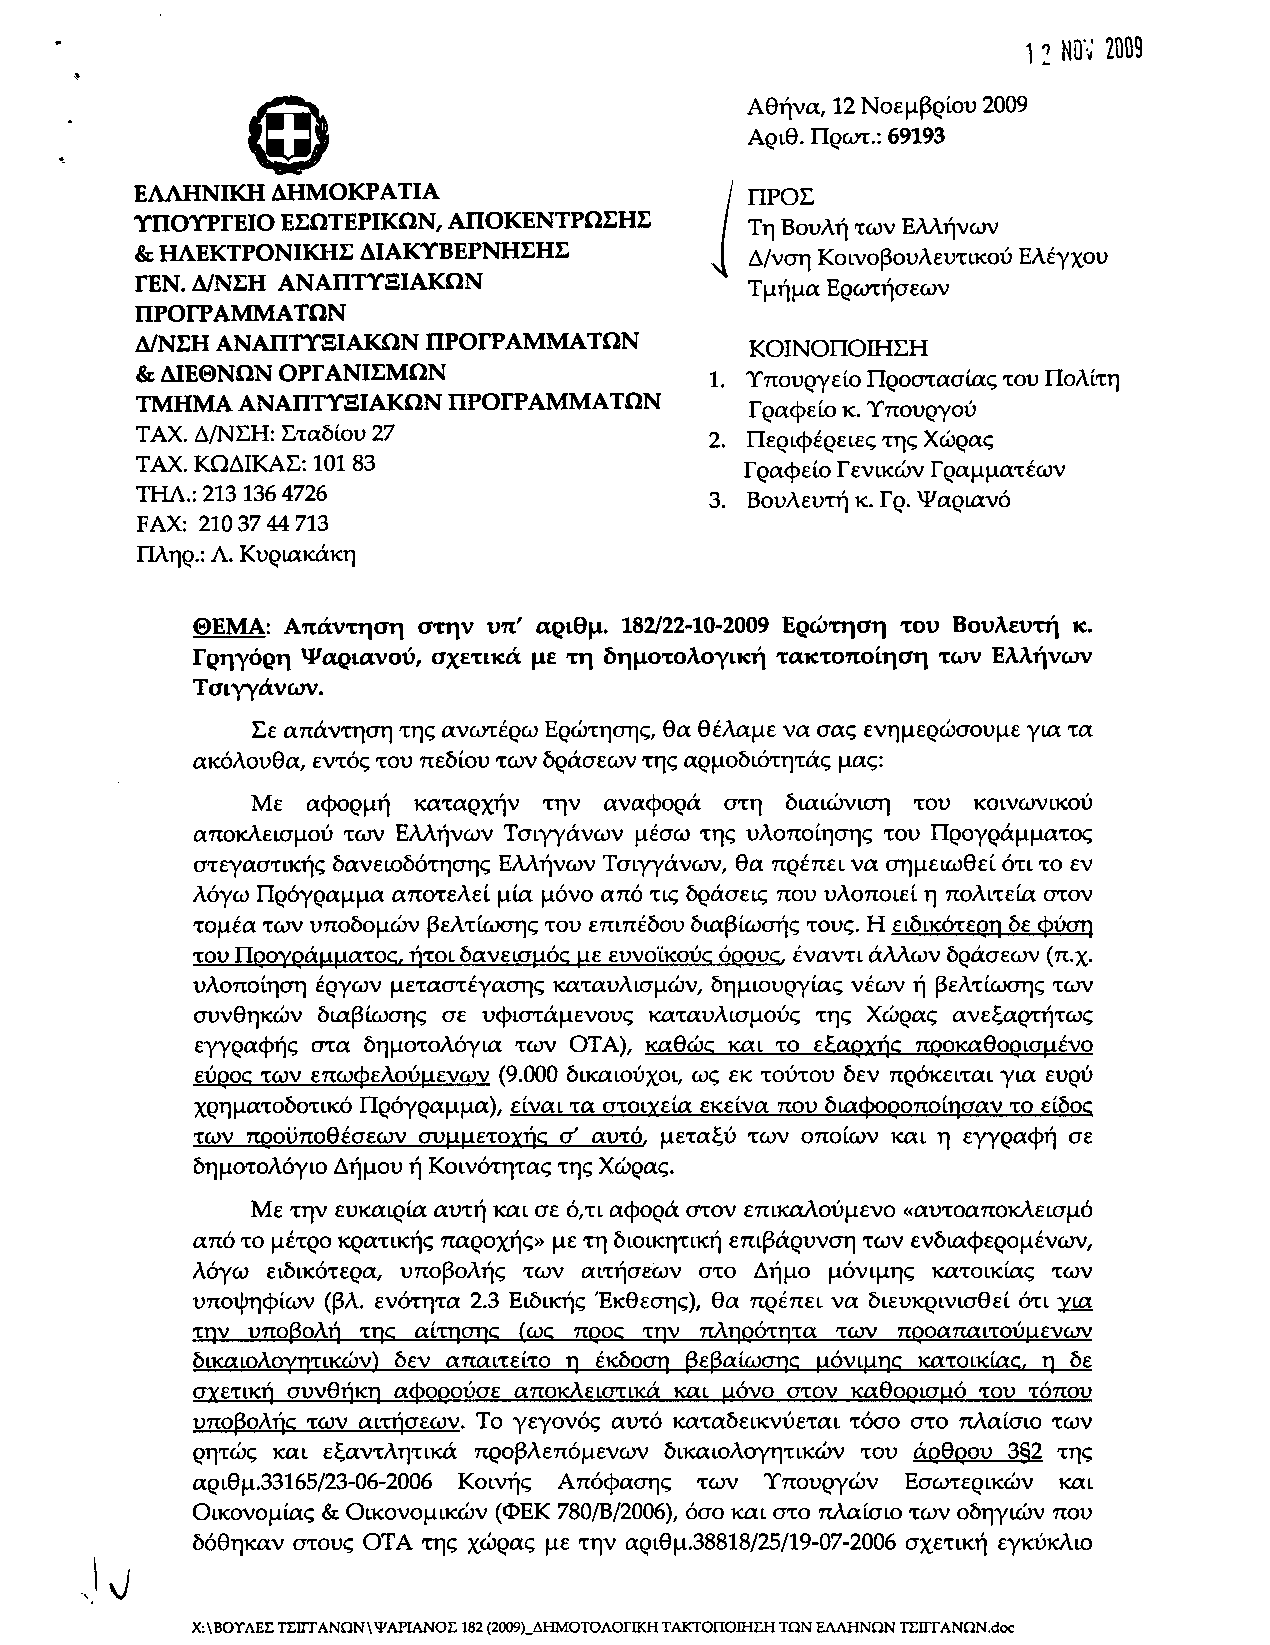 12 NOV 2009
Αθήνα, 12 Νοεμβρίου 2009
Αριθ. Πρωτ.: 69193
ΕΛΛΗΝΙΚΗ ΔΗΜΟΚΡΑΤΙΑ
ΥΠΟΥΡΓΕΙΟ ΕΣΩΤΕΡΙΚΩΝ, ΑΠΟΚΕΝΤΡΩΣΗΣ
& ΗΛΕΚΤΡΟΝΙΚΗΣ ΔΙΑΚΥΒΕΡΝΗΣΗΣ
ΓΕΝ. Δ/ΝΣΗ ΑΝΑΠΤΥΞΙΑΚΩΝ
ΠΡΟΓΡΑΜΜΑΤΩΝ
Δ/ΝΣΗ ΑΝΑΠΤΥΞΙΑΚΩΝ ΠΡΟΓΡΑΜΜΑΤΩΝ
& ΔΙΕΘΝΩΝ ΟΡΓΑΝΙΣΜΩΝ
ΤΜΗΜΑ ΑΝΑΠΤΥΞΙΑΚΩΝ ΠΡΟΓΡΑΜΜΑΤΩΝ
ΤΑΧ. Δ/ΝΣΗ: Σταδίου 27
ΤΑΧ. ΚΩΔΙΚΑΣ: 101 83
ΤΗΛ.: 213 136 4726
FAX: 210 37 44 713
Πληρ.: Λ. Κυριακάκη
ΠΡΟΣ
Τη Βουλή των Ελλήνων
Δ/νση Κοινοβουλευτικού Ελέγχου
Τμήμα Ερωτήσεων
ΚΟΙΝΟΠΟΙΗΣΗ
1. Υπουργείο Προστασίας του Πολίτη
Γραφείο κ. Υπουργού
2. Περιφέρειες της Χώρας
Γραφείο Γενικών Γραμματέων
3. Βουλευτή κ. Γρ. Ψαριανό
ΘΕΜΑ: Απάντηση στην υπ' αριθμ. 182/22-10-2009 Ερώτηση του Βουλευτή κ.
Γρηγόρη Ψαριανού, σχετικά με τη δημοτολογική τακτοποίηση των Ελλήνων
Τσιγγάνων.
Σε απάντηση της ανωτέρω Ερώτησης, θα θέλαμε να σας ενημερώσουμε για τα
ακόλουθα, εντός του πεδίου των δράσεων της αρμοδιότητάς μας:
Με αφορμή καταρχήν την αναφορά στη διαιώνιση του κοινωνικού
αποκλεισμού των Ελλήνων Τσιγγάνων μέσω της υλοποίησης του Προγράμματος
στεγαστικής δανειοδότησης Ελλήνων Τσιγγάνων, θα πρέπει να σημειωθεί ότι το εν
λόγω Πρόγραμμα αποτελεί μία μόνο από τις δράσεις που υλοποιεί η πολιτεία στον
τομέα των υποδομών βελτίωσης του επιπέδου διαβίωσής τους. Η ειδικότερη δε φύση
του Προγράμματος, ήτοι δανεισμός με ευνοϊκούς όρους, έναντι άλλων δράσεων (π.χ.
υλοποίηση έργων μεταστέγασης καταυλισμών, δημιουργίας νέων ή βελτίωσης των
συνθηκών διαβίωσης σε υφιστάμενους καταυλισμούς της Χώρας ανεξαρτήτως
εγγραφής στα δημοτολόγια των ΟΤΑ), καθώς και το εξαρχής προκαθορισμένο
εύρος των επωφελούμενων (9.000 δικαιούχοι, ως εκ τούτου δεν πρόκειται για ευρύ
χρηματοδοτικό Πρόγραμμα), είναι τα στοιχεία εκείνα που διαφοροποίησαν το είδος
των προϋποθέσεων συμμετοχής σ' αυτό, μεταξύ των οποίων και η εγγραφή σε
δημοτολόγιο Δήμου ή Κοινότητας της Χώρας.
Με την ευκαιρία αυτή και σε ό,τι αφορά στον επικαλούμενο «αυτοαποκλεισμό
από το μέτρο κρατικής παροχής» με τη διοικητική επιβάρυνση των ενδιαφερομένων,
λόγω ειδικότερα, υποβολής των αιτήσεων στο Δήμο μόνιμης κατοικίας των
υποψηφίων (βλ. ενότητα 2.3 Ειδικής Έκθεσης), θα πρέπει να διευκρινισθεί ότι για
την υποβολή της αίτησης (ως προς την πληρότητα των προαπαιτούμενων
δικαιολογητικών) δεν απαιτείτο η έκδοση βεβαίωσης μόνιμης κατοικίας, η δε
σχετική συνθήκη αφορούσε αποκλειστικά και μόνο στον καθορισμό του τόπου
υποβολής των αιτήσεων. Το γεγονός αυτό καταδεικνύεται τόσο στο πλαίσιο των
ρητώς και εξαντλητικά προβλεπόμενων δικαιολογητικών του άρθρου 3§2 της
αριθμ.33165/23-06-2006 Κοινής Απόφασης των Υπουργών Εσωτερικών και
Οικονομίας & Οικονομικών (ΦΕΚ 780/Β/2006), όσο και στο πλαίσιο των οδηγιών που
δόθηκαν στους ΟΤΑ της χώρας με την αριθμ.38818/25/19-07-2006 σχετική εγκύκλιο
X:\ΒΟΥΛΕΣ ΤΣΙΓΓΑΝΩΝ\ΨΑΡΙΑΝΟΣ 182 (2009)_ΔΗΜΟΤΟΛΟΓΙΚΗ ΤΑΚΤΟΠΟΙΗΣΗ ΤΩΝ ΕΛΛΗΝΩΝ ΤΣΙΓΓΑΝΩΝ.doc